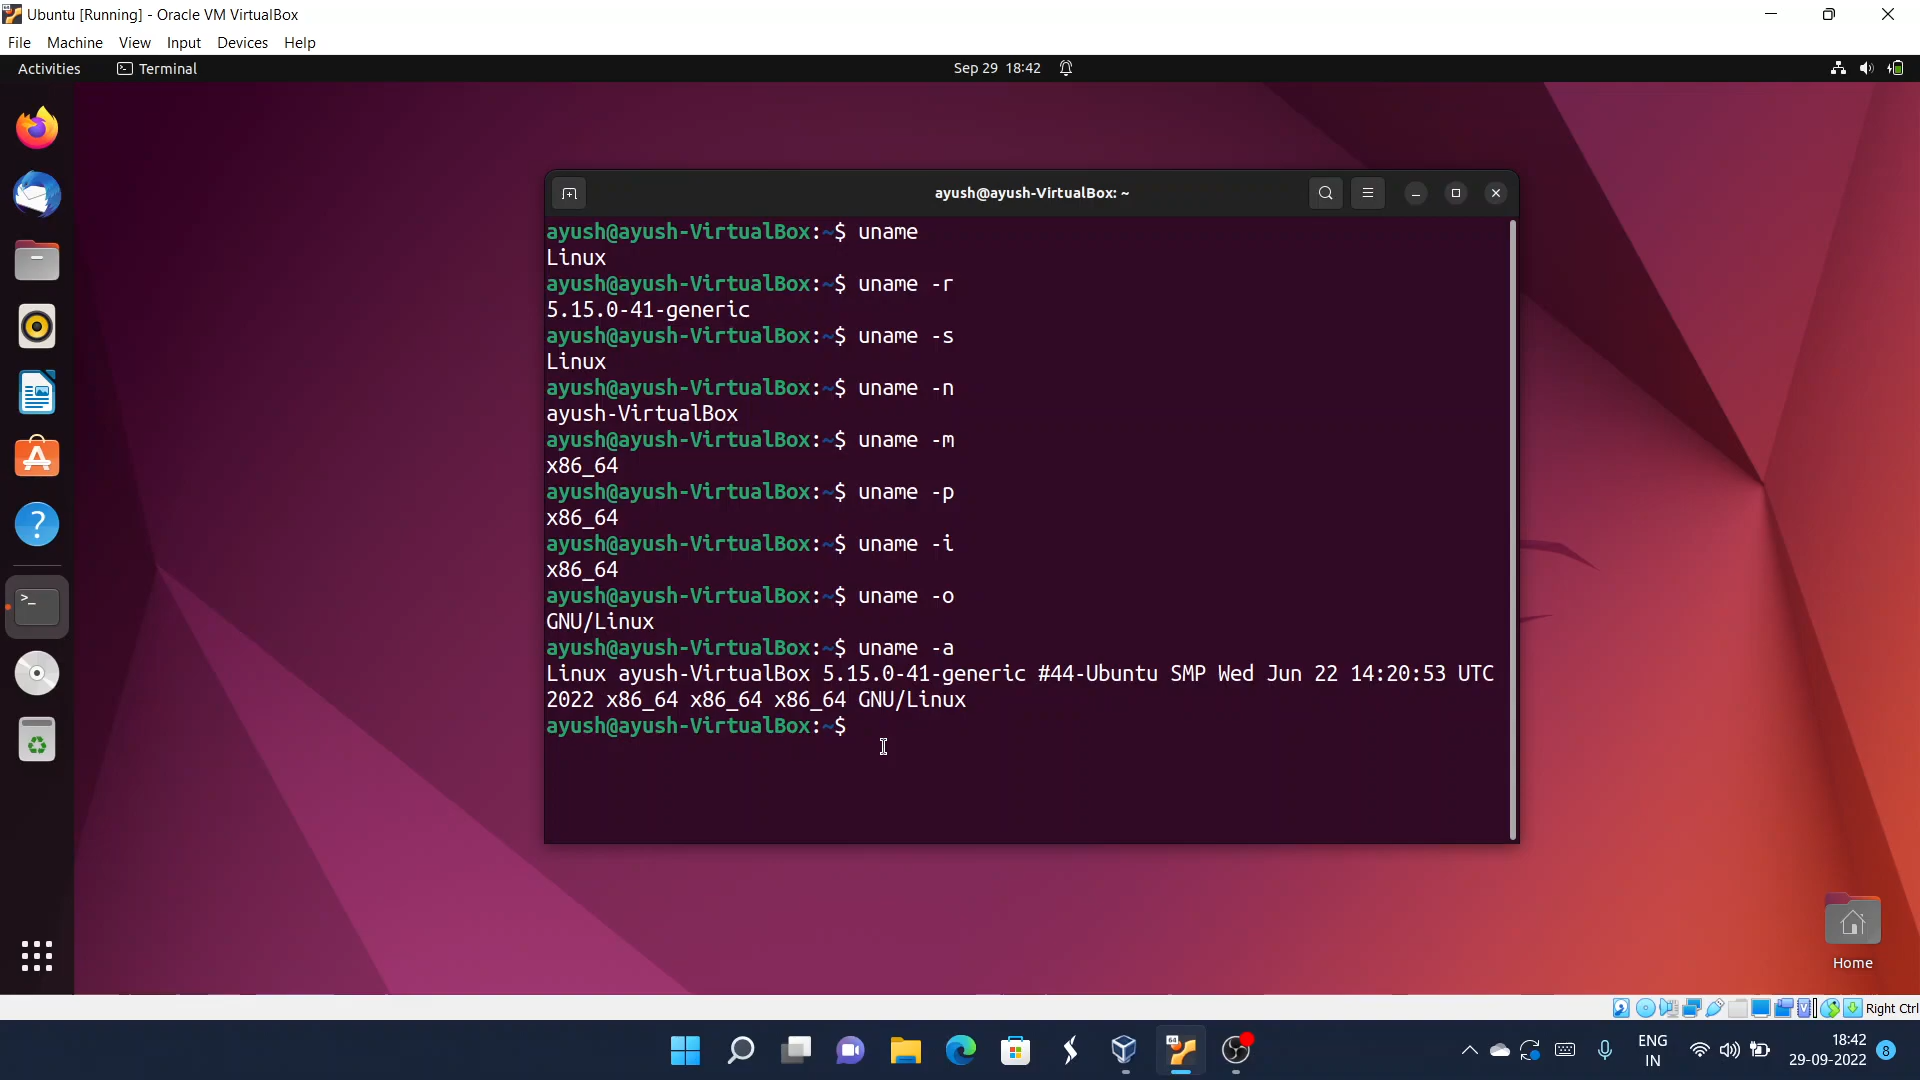 Ubuntu [Running] - Oracle VM VirtualBox
File Machine View Input Devices Help
Activities Terminal Sep 29 18:42
ayush@ayush-VirtualBox: ~
ayush@ayush-VirtualBox:~$ uname
Linux
ayush@ayush-VirtualBox:~$ uname -r
5.15.0-41-generic
ayush@ayush-VirtualBox:~$ uname -s
Linux
ayush@ayush-VirtualBox:~$ uname -n
ayush-VirtualBox
ayush@ayush-VirtualBox:~$ uname -m
x86_64
ayush@ayush-VirtualBox:~$ uname -p
x86_64
ayush@ayush-VirtualBox:~$ uname -i
x86_64
ayush@ayush-VirtualBox:~$ uname -o
GNU/Linux
ayush@ayush-VirtualBox:~$ uname -a
Linux ayush-VirtualBox 5.15.0-41-generic #44-Ubuntu SMP Wed Jun 22 14:20:53 UTC
2022 x86_64 x86_64 x86_64 GNU/Linux
ayush@ayush-VirtualBox:~$
Home
Right Ctrl
ENG
IN
18:42
29-09-2022
8
64